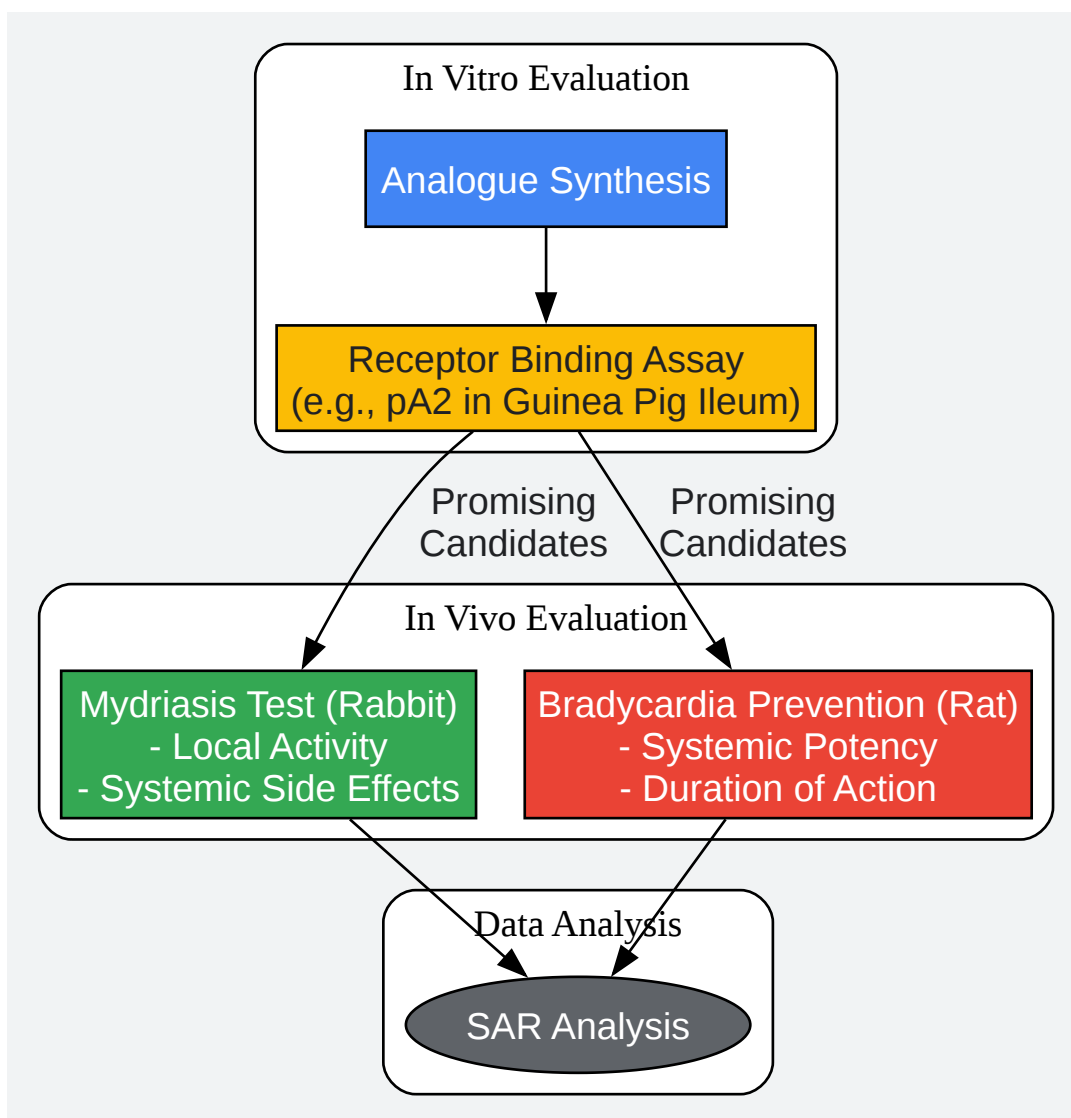 In Vitro Evaluation
Analogue Synthesis
Receptor Binding Assay
(e.g., pA2 in Guinea Pig Ileum)
Promising
Candidates
Promising
Candidates
In Vivo Evaluation
Mydriasis Test (Rabbit)
- Local Activity
- Systemic Side Effects
Bradycardia Prevention (Rat)
- Systemic Potency
- Duration of Action
Data Analysis
SAR Analysis